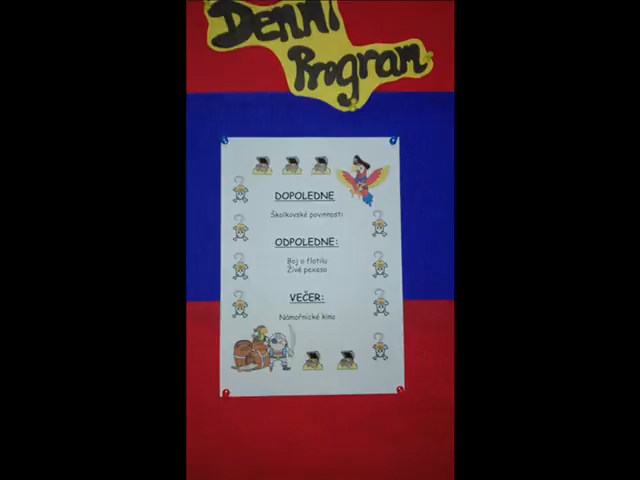 Denní
Program
DOPOLEDNE
Školkovské povinnosti
ODPOLEDNE:
Boj o flotilu
Živé pexeso
VEČER:
Námořnické kino